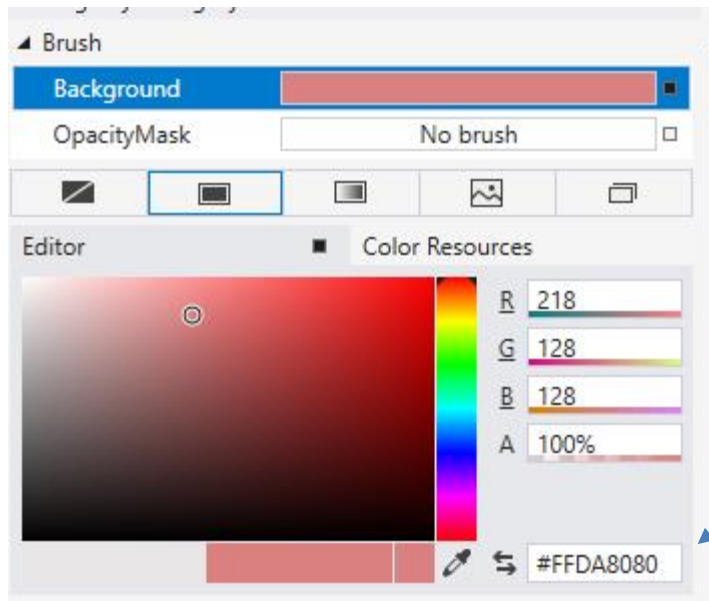 Brush
Background
OpacityMask No brush
Editor Color Resources
R 218
G 128
B 128
A 100%
#FFDA8080